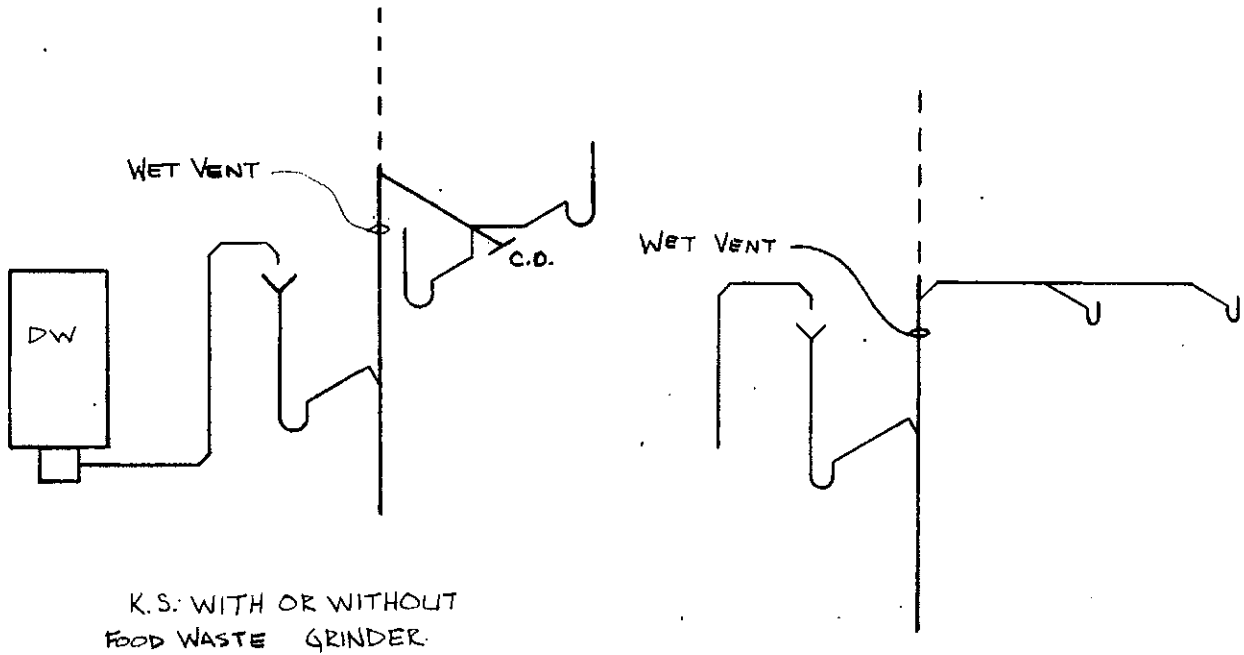 WET VENT
C.O.
DW
WET VENT
K.S: WITH OR WITHOUT
FOOD WASTE GRINDER